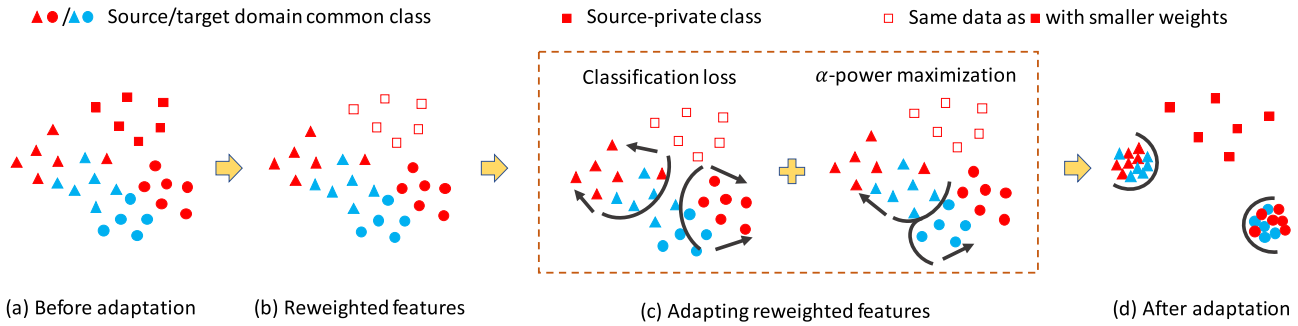 / Source/target domain common class
Source-private class
Same data as with smaller weights
Classification loss
α-power maximization
(a) Before adaptation
(b) Reweighted features
(c) Adapting reweighted features
(d) After adaptation